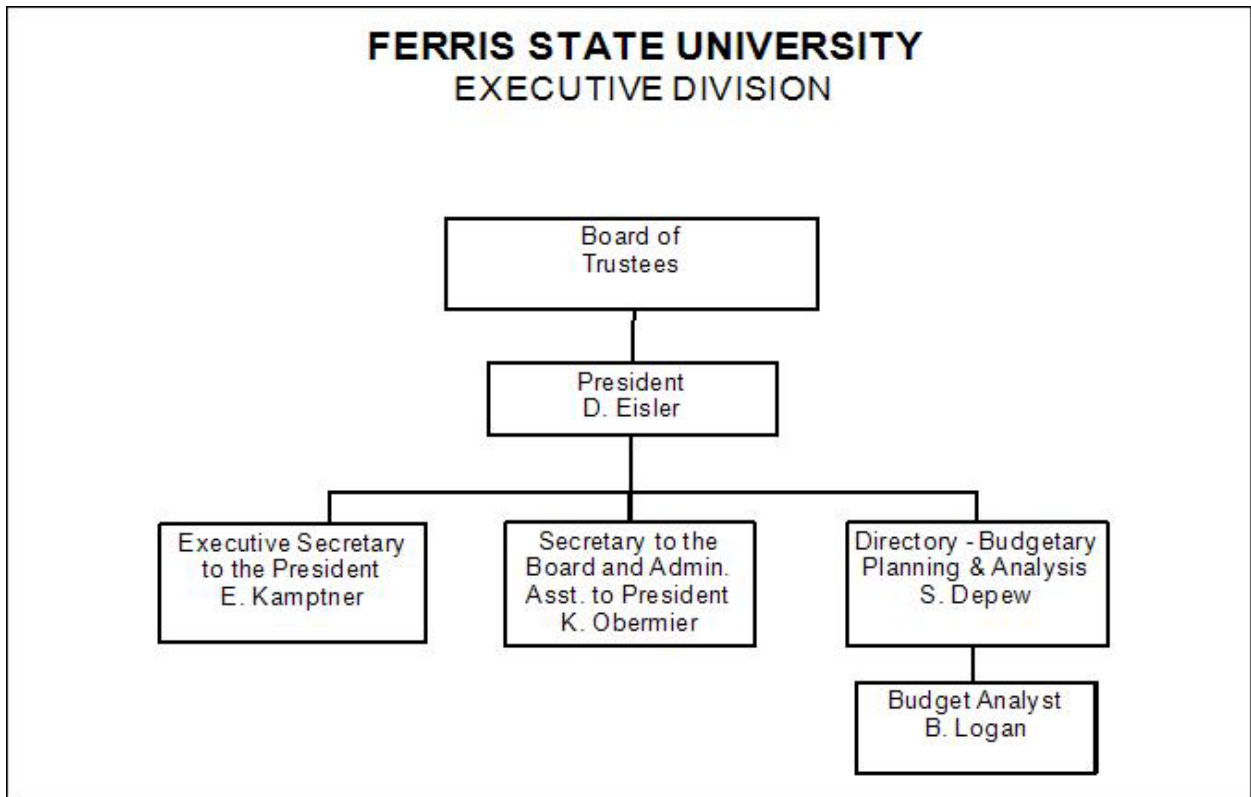 FERRIS STATE UNIVERSITY
EXECUTIVE DIVISION
Board of
Trustees
President
D. Eisler
Executive Secretary
to the President
E. Kamptner
Secretary to the
Board and Admin.
Asst. to President
K. Obermier
Directory - Budgetary
Planning & Analysis
S. Depew
Budget Analyst
B. Logan